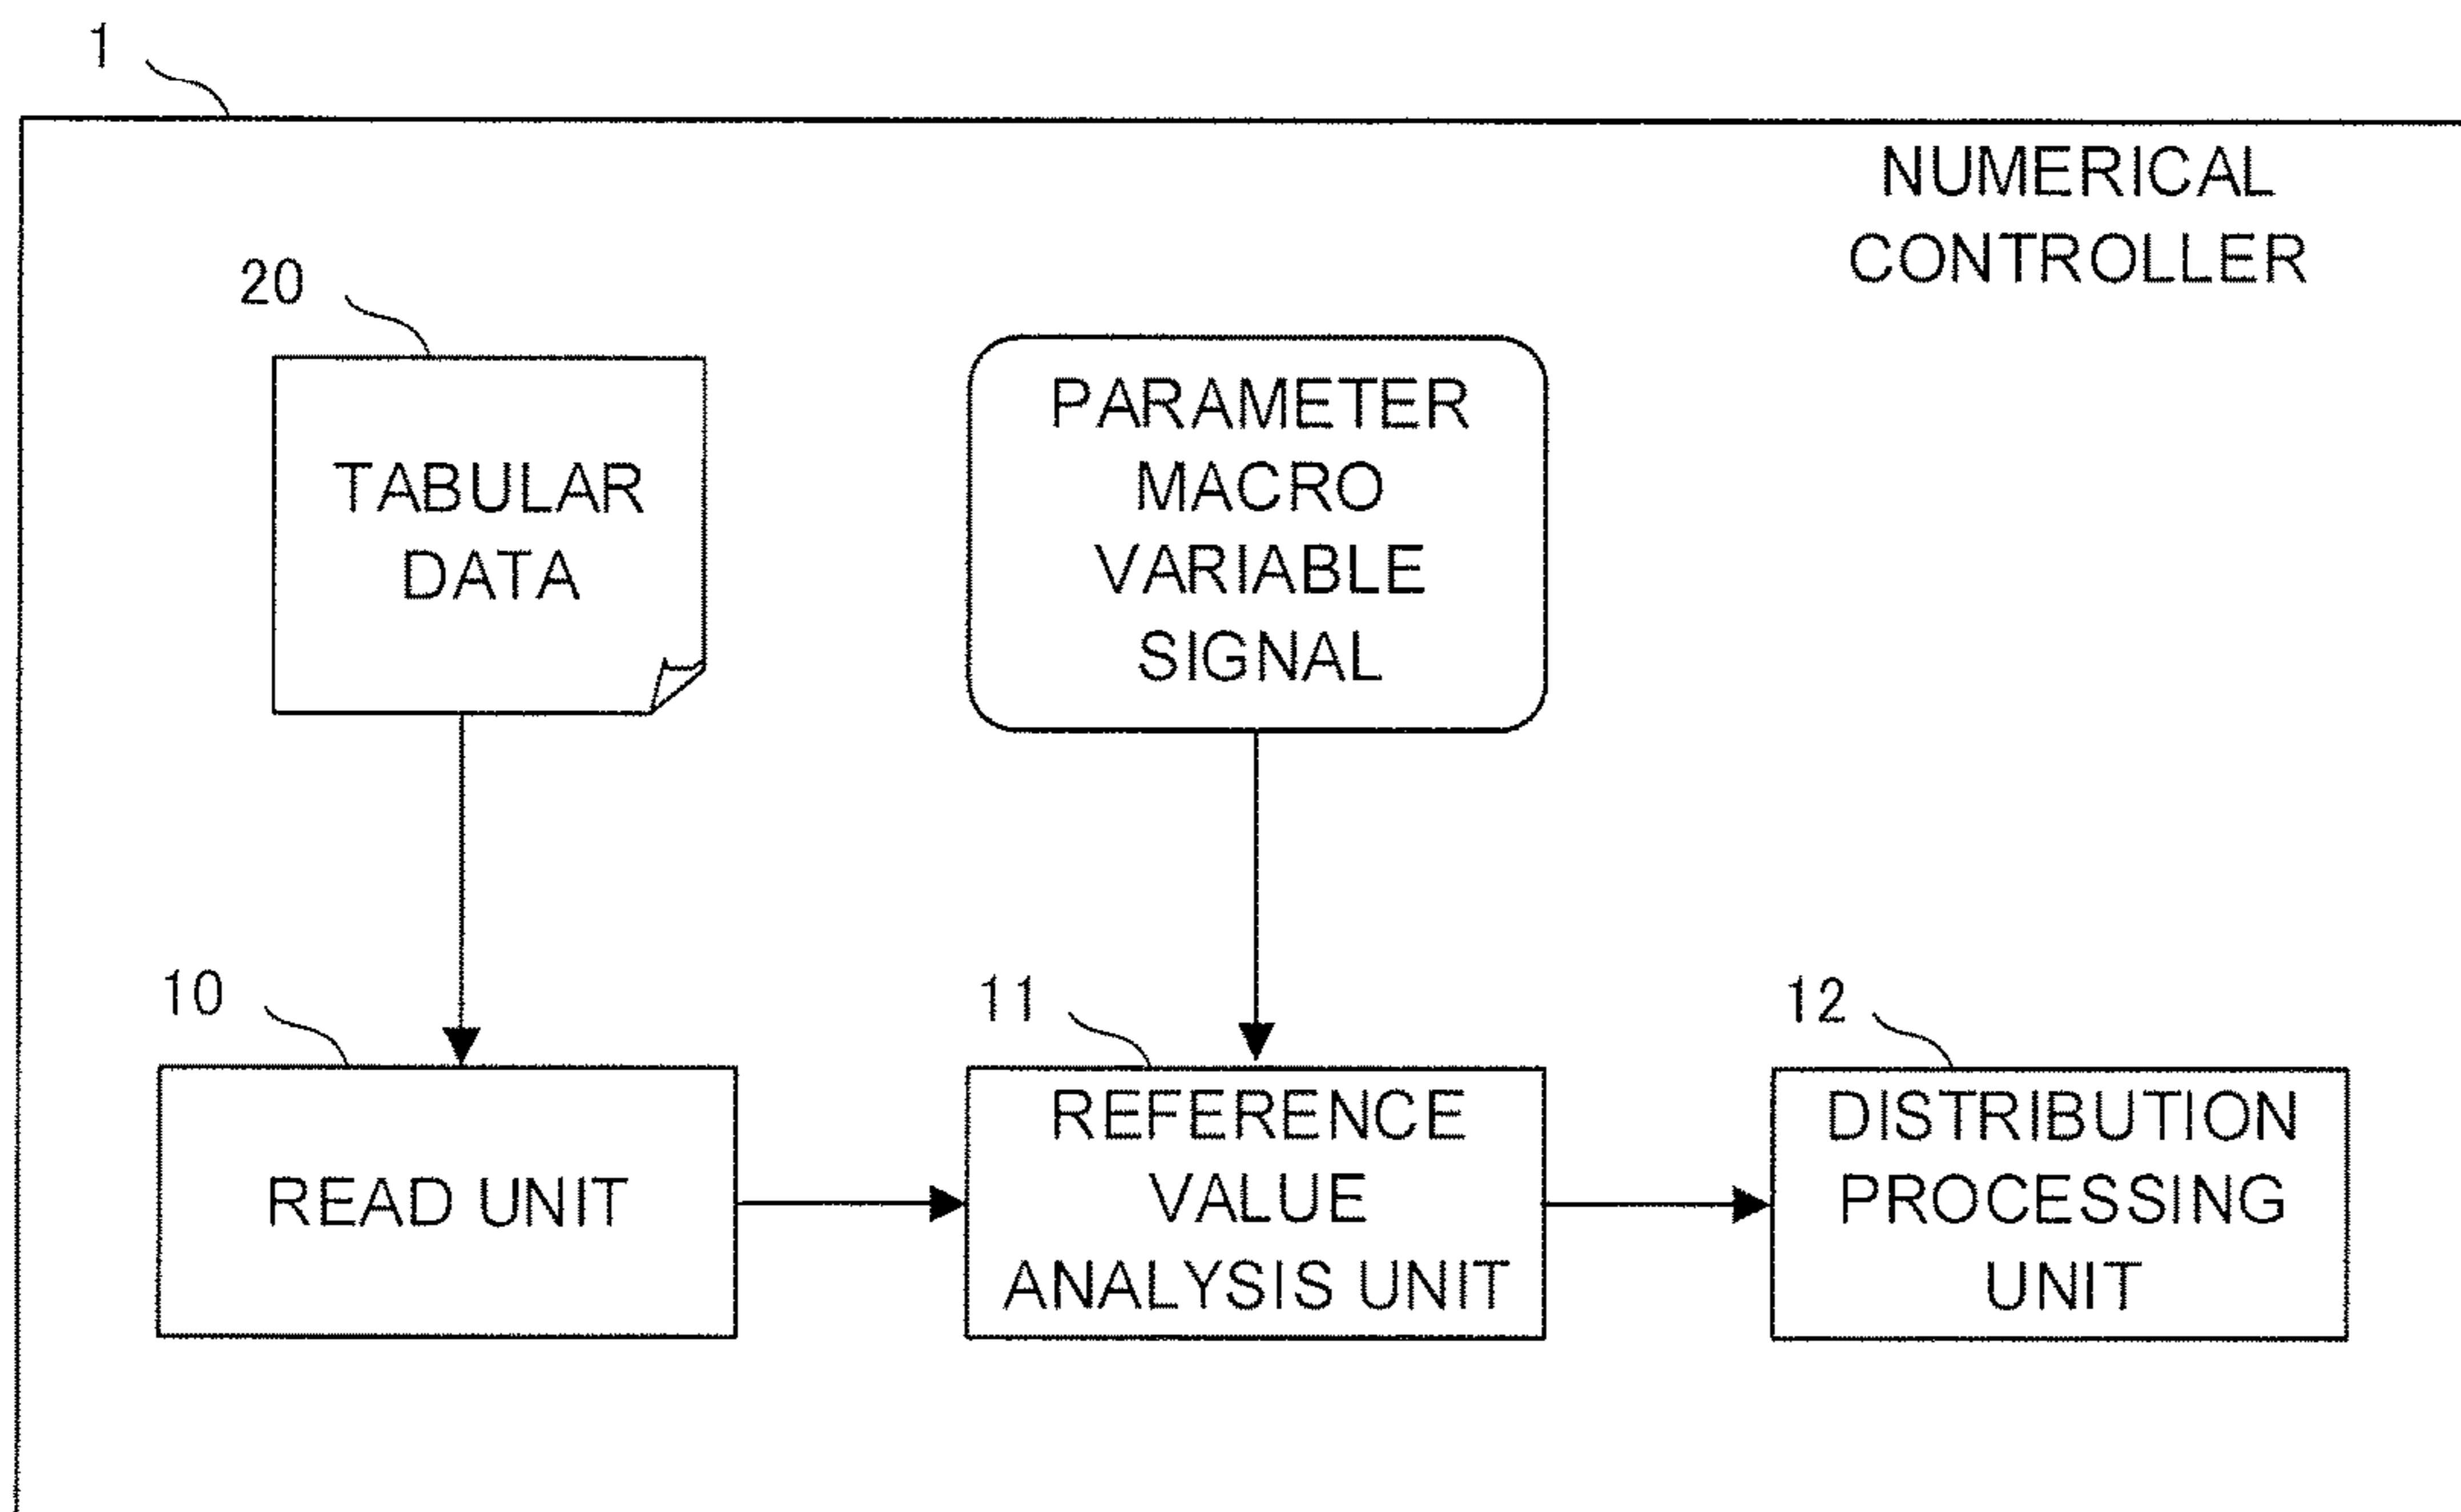 1
NUMERICAL
CONTROLLER
20
TABULAR
DATA
PARAMETER
MACRO
VARIABLE
SIGNAL
10
READ UNIT
11
REFERENCE
VALUE
ANALYSIS UNIT
12
DISTRIBUTION
PROCESSING
UNIT